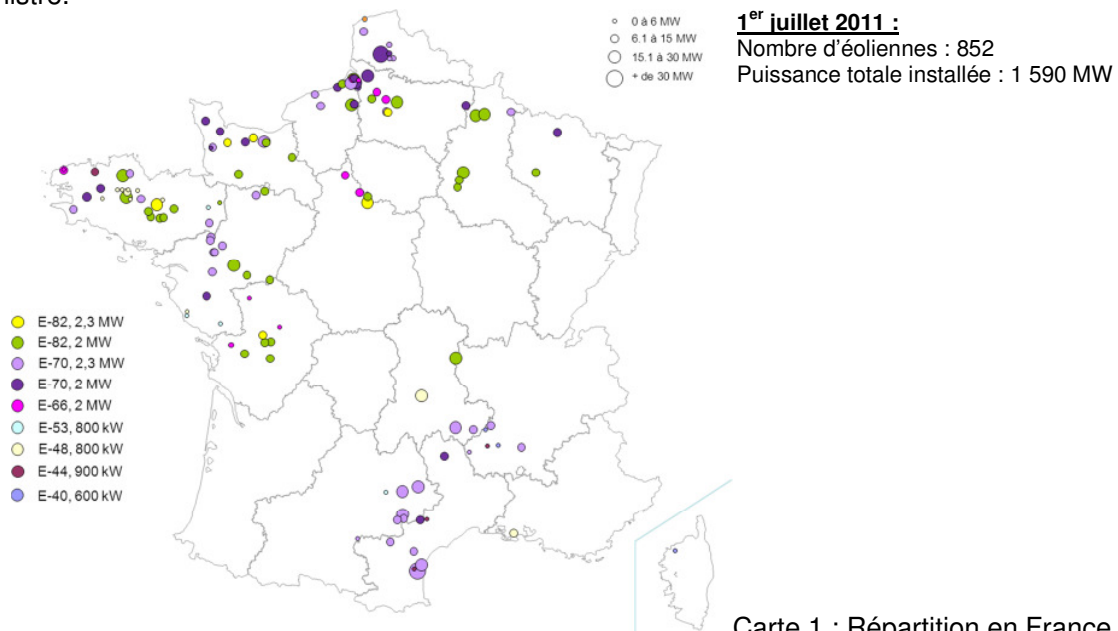 0 à 6 MW
6.1 à 15 MW
15.1 à 30 MW
+ de 30 MW
1er juillet 2011 :
Nombre d'éoliennes : 852
Puissance totale installée : 1 590 MW
E-82, 2,3 MW
E-82, 2 MW
E-70, 2,3 MW
E-70, 2 MW
E-66, 2 MW
E-53, 800 kW
E-48, 800 kW
E-44, 900 kW
E-40, 600 kW
Carte 1 : Répartition en France